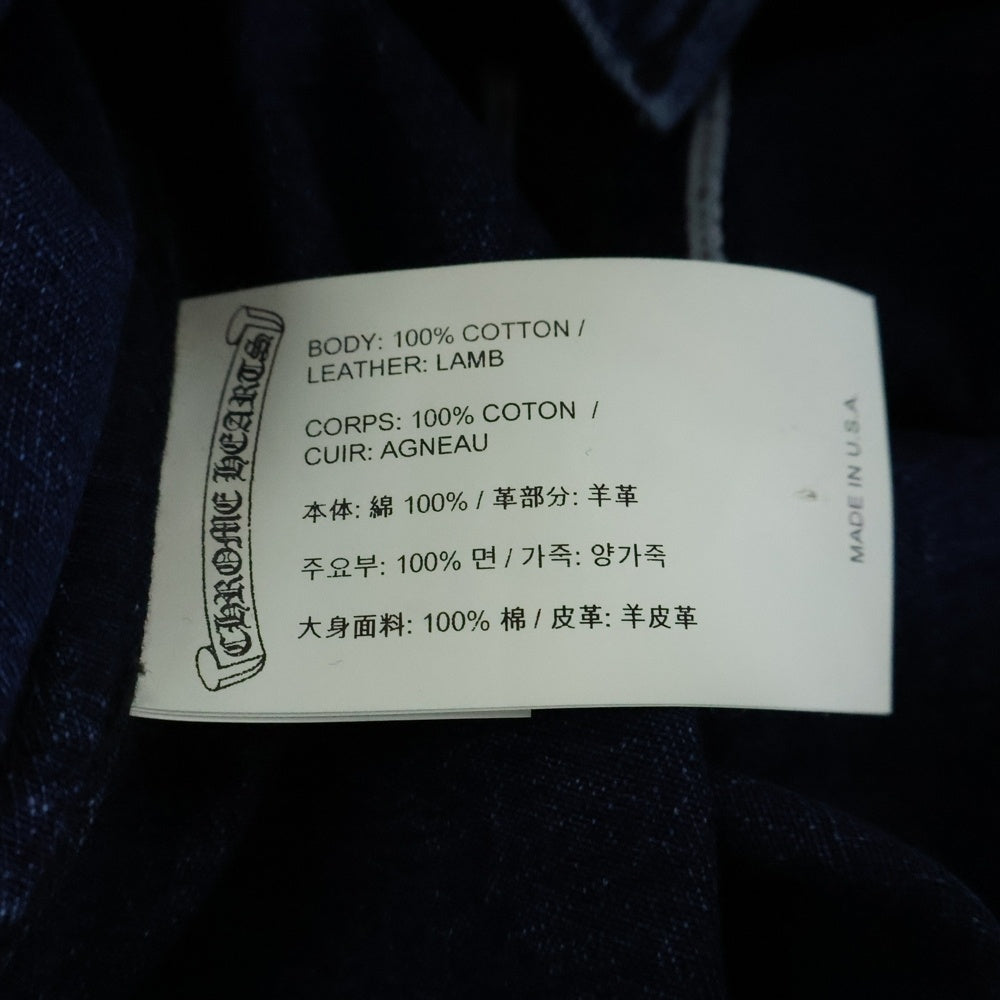 CHROME HEARTS
BODY: 100% COTTON /
LEATHER: LAMB
CORPS: 100% COTON /
CUIR: AGNEAU
本体: 綿 100% / 革部分: 羊革
주요부: 100% 면 / 가죽: 양가죽
大身面料: 100% 棉 / 皮革: 羊皮革
MADE IN U.S.A